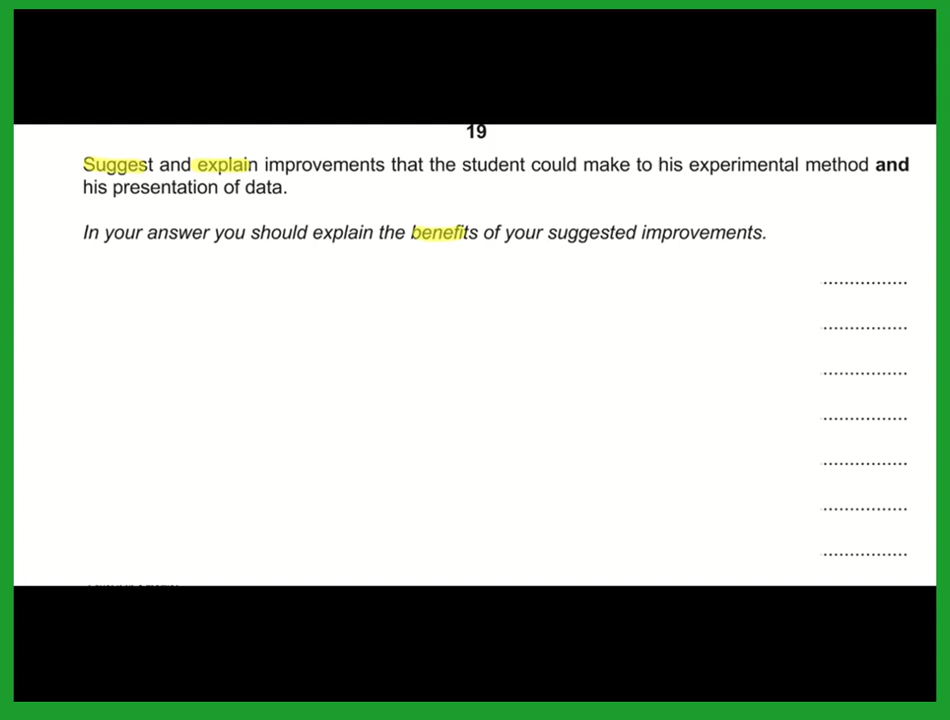 19
Suggest and explain improvements that the student could make to his experimental method and
his presentation of data.
In your answer you should explain the benefits of your suggested improvements.